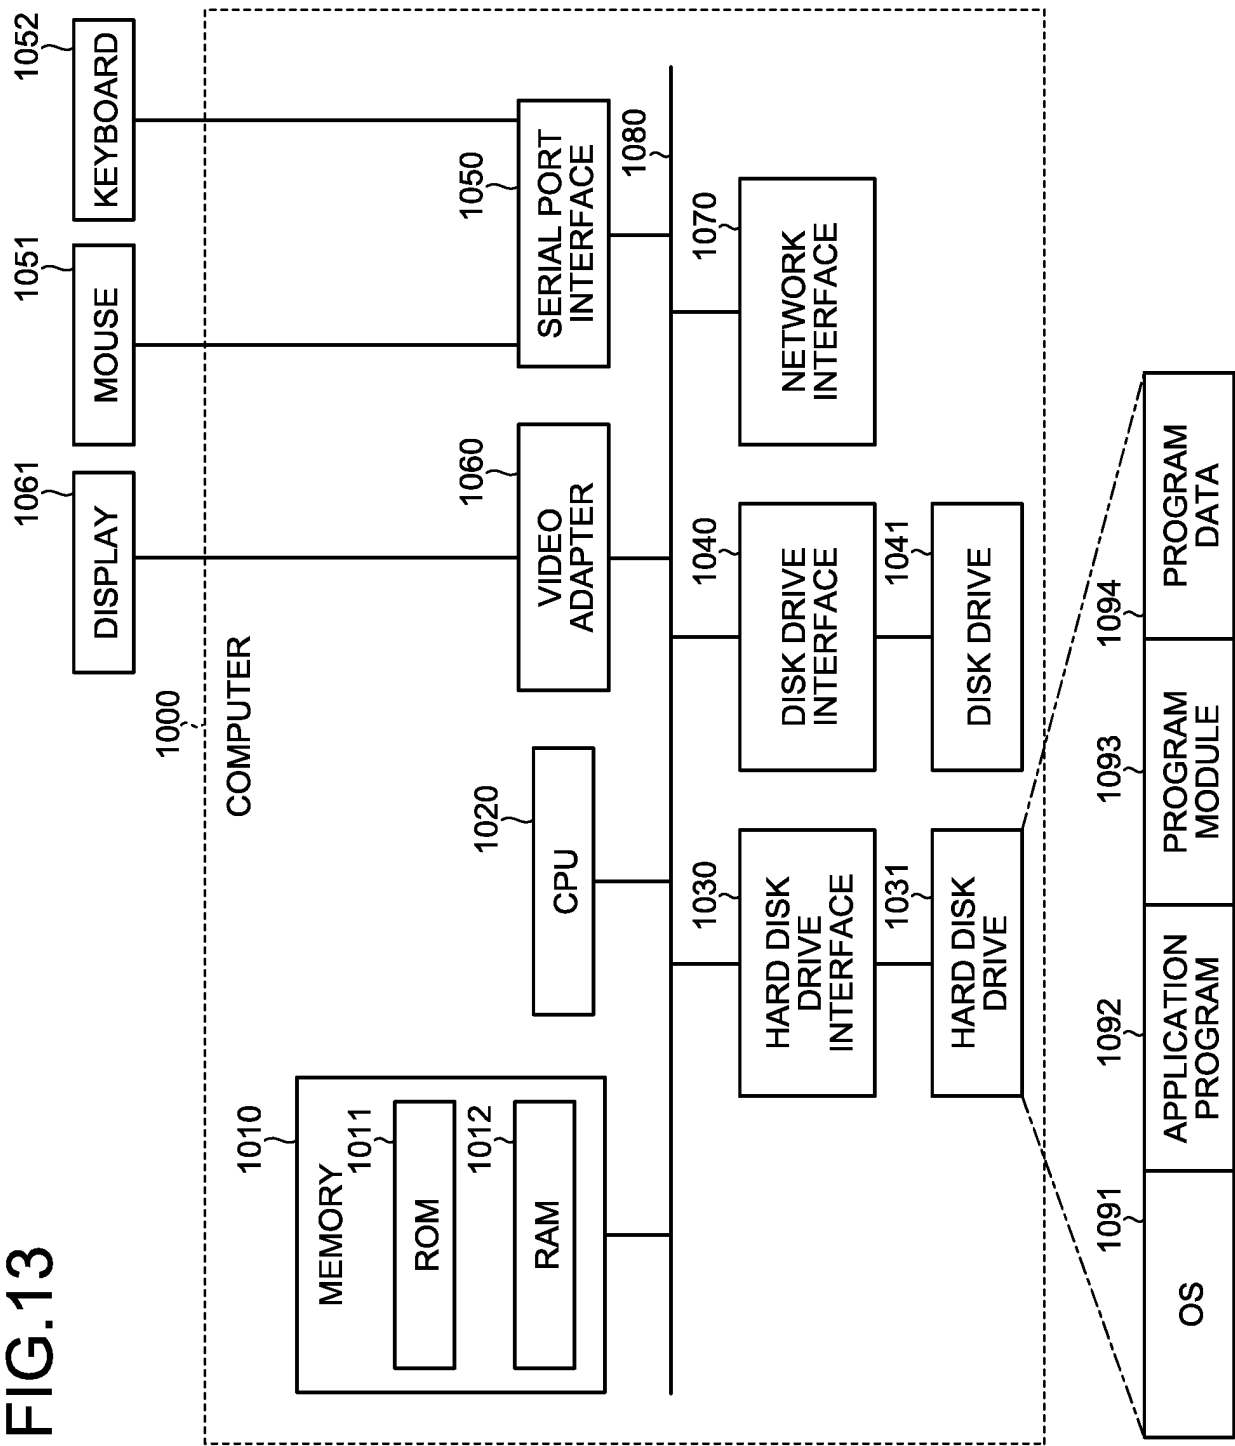 FIG.13
1061
DISPLAY
1051
MOUSE
1052
KEYBOARD
1000
COMPUTER
1010
MEMORY
1011
ROM
1012
RAM
1020
CPU
1060
VIDEO
ADAPTER
1050
SERIAL PORT
INTERFACE
1080
1030
HARD DISK
DRIVE
INTERFACE
1040
DISK DRIVE
INTERFACE
1070
NETWORK
INTERFACE
1031
HARD DISK
DRIVE
1041
DISK DRIVE
1091
OS
1092
APPLICATION
PROGRAM
1093
PROGRAM
MODULE
1094
PROGRAM
DATA